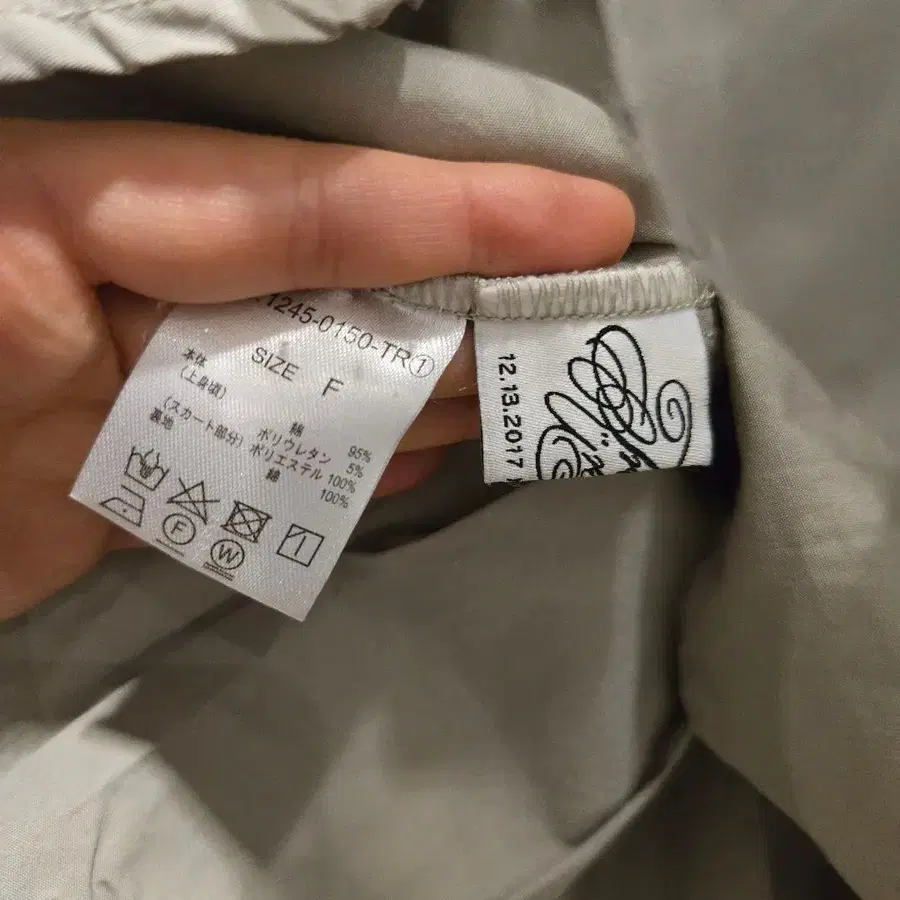 1245-0150-TR①
SIZE F
本体
(上身頃)
綿 95%
ポリウレタン 5%
(スカート部分) ポリエステル 100%
裏地 綿 100%
F
W
12.13.2017